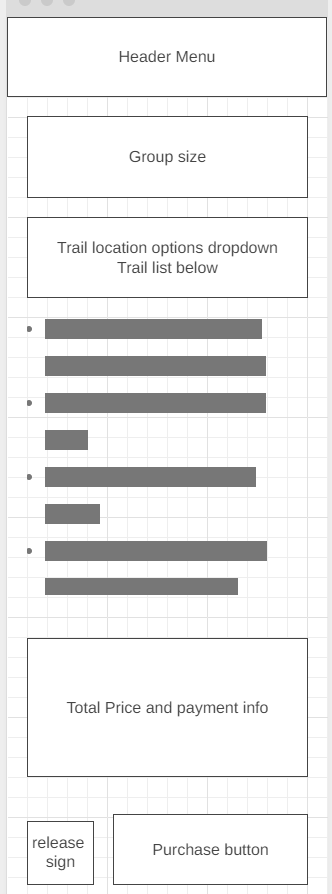 Header Menu
Group size
Trail location options dropdown
Trail list below
Total Price and payment info
release
sign
Purchase button